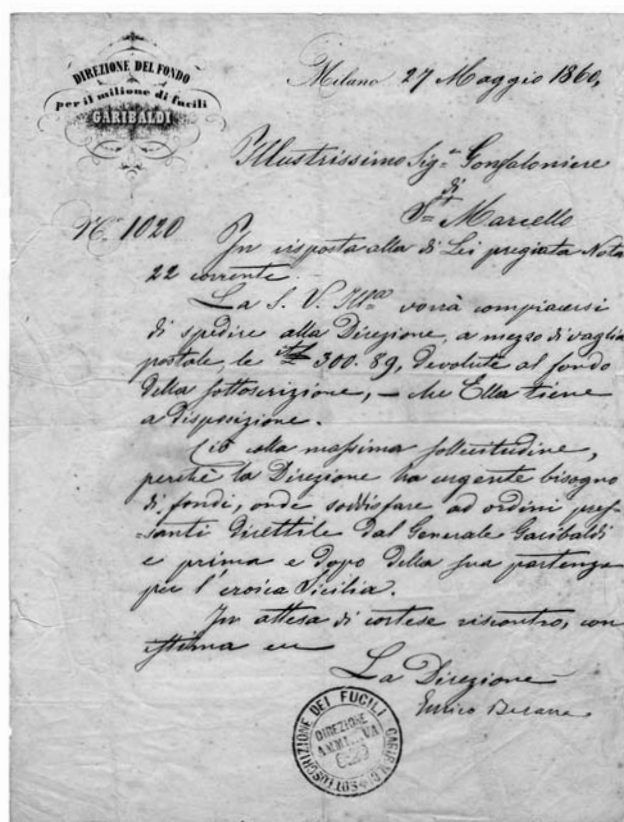 DIREZIONE DEL FONDO
per il milione di fucili
GARIBALDI
Milano 27 Maggio 1860,
Illustrissimo Sigr. Gonfaloniere
di
Sn Marcello
No. 1020
In risposta alla di Lei pregiata Nota
22 corrente.
La S. V. Illma vorrà compiacersi
di spedire alla Direzione, a mezzo di vaglia
postale, le 300.89, devolute al fondo
della sottoscrizione, – che Ella tiene
a disposizione.
Ciò colla massima sollecitudine,
perchè la Direzione ha urgente bisogno
di fondi, onde soddisfare ad ordini pres-
-santi direttile dal Generale Garibaldi
e prima e dopo della sua partenza
per l'eroica Sicilia.
In attesa di cortese riscontro, con
istima
La Direzione
Enrico Besana
SOTTOSCRIZIONE DEI FUCILI GARIBALDI
DIREZIONE